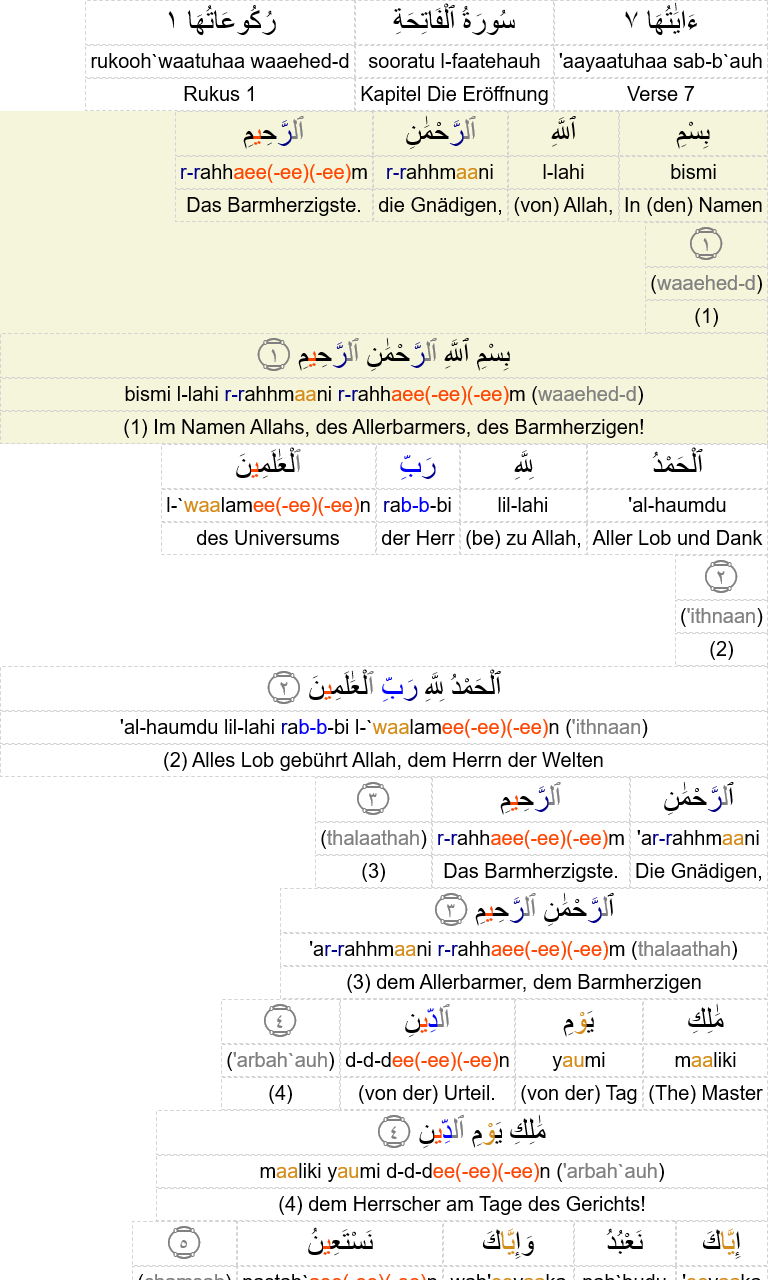 ءَايَٰتُهَا ٧ سُورَةُ ٱلْفَاتِحَةِ رُكُوعَاتُهَا ١
'aayaatuhaa sab-b`auh sooratu l-faatehauh rukooh`waatuhaa waaehed-d
Verse 7 Kapitel Die Eröffnung Rukus 1
بِسْمِ ٱللَّهِ ٱلرَّحْمَٰنِ ٱلرَّحِيمِ
bismi l-lahi r-rahhmaani r-rahhaee(-ee)(-ee)m
In (den) Namen (von) Allah, die Gnädigen, Das Barmherzigste.
١
(waaehed-d)
(1)
بِسْمِ ٱللَّهِ ٱلرَّحْمَٰنِ ٱلرَّحِيمِ ١
bismi l-lahi r-rahhmaani r-rahhaee(-ee)(-ee)m (waaehed-d)
(1) Im Namen Allahs, des Allerbarmers, des Barmherzigen!
ٱلْحَمْدُ لِلَّهِ رَبِّ ٱلْعَٰلَمِينَ
'al-haumdu lil-lahi rab-b-bi l-`waalamee(-ee)(-ee)n
Aller Lob und Dank (be) zu Allah, der Herr des Universums
٢
('ithnaan)
(2)
ٱلْحَمْدُ لِلَّهِ رَبِّ ٱلْعَٰلَمِينَ ٢
'al-haumdu lil-lahi rab-b-bi l-`waalamee(-ee)(-ee)n ('ithnaan)
(2) Alles Lob gebührt Allah, dem Herrn der Welten
ٱلرَّحْمَٰنِ ٱلرَّحِيمِ ٣
'ar-rahhmaani r-rahhaee(-ee)(-ee)m (thalaathah)
Die Gnädigen, Das Barmherzigste. (3)
ٱلرَّحْمَٰنِ ٱلرَّحِيمِ ٣
'ar-rahhmaani r-rahhaee(-ee)(-ee)m (thalaathah)
(3) dem Allerbarmer, dem Barmherzigen
مَٰلِكِ يَوْمِ ٱلدِّينِ ٤
maaliki yaumi d-d-dee(-ee)(-ee)n ('arbah`auh)
(The) Master (von der) Tag (von der) Urteil. (4)
مَٰلِكِ يَوْمِ ٱلدِّينِ ٤
maaliki yaumi d-d-dee(-ee)(-ee)n ('arbah`auh)
(4) dem Herrscher am Tage des Gerichts!
إِيَّاكَ نَعْبُدُ وَإِيَّاكَ نَسْتَعِينُ ٥